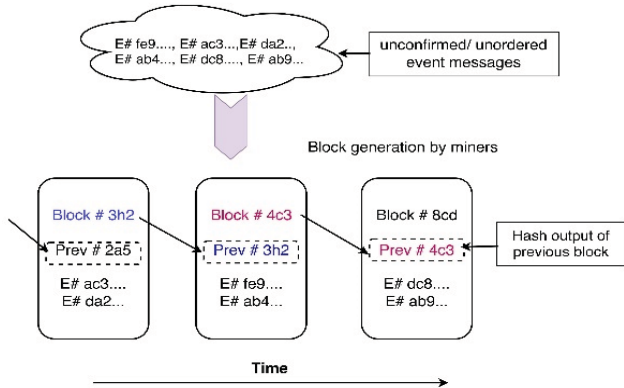 E# fe9...., E# ac3...,E# da2..,
E# ab4..., E# dc8...., E# ab9...
unconfirmed/ unordered
event messages
Block generation by miners
Block # 3h2
Prev # 2a5
E# ac3....
E# da2...
Block # 4c3
Prev # 3h2
E# fe9....
E# ab4...
Block # 8cd
Prev # 4c3
E# dc8....
E# ab9...
Hash output of
previous block
Time